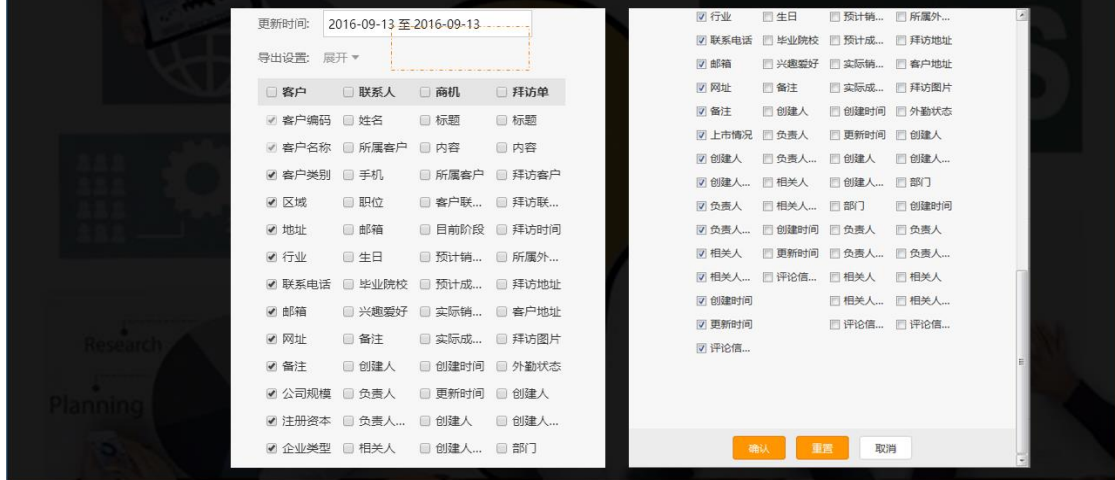 更新时间: 2016-09-13 至 2016-09-13
导出设置: 展开
客户 联系人 商机 拜访单
客户编码 姓名 标题 标题
客户名称 所属客户 内容 内容
客户类别 手机 所属客户 拜访客户
区域 职位 客户联... 拜访联...
地址 邮箱 目前阶段 拜访时间
行业 生日 预计销... 所属外...
联系电话 毕业院校 预计成... 拜访地址
邮箱 兴趣爱好 实际销... 客户地址
网址 备注 实际成... 拜访图片
备注 创建人 创建时间 外勤状态
公司规模 负责人 更新时间 创建人
注册资本 负责人... 创建人 创建人...
企业类型 相关人 创建人... 部门
行业 生日 预计销... 所属外...
联系电话 毕业院校 预计成... 拜访地址
邮箱 兴趣爱好 实际销... 客户地址
网址 备注 实际成... 拜访图片
备注 创建人 创建时间 外勤状态
上市情况 负责人 更新时间 创建人
创建人 负责人... 创建人 创建人...
创建人... 相关人 创建人... 部门
负责人 相关人... 部门 创建时间
负责人... 创建时间 负责人 负责人
相关人 更新时间 负责人... 负责人...
相关人... 评论信... 相关人 相关人
创建时间 相关人... 相关人...
更新时间 评论信... 评论信...
评论信...
确认 重置 取消
Research
Planning